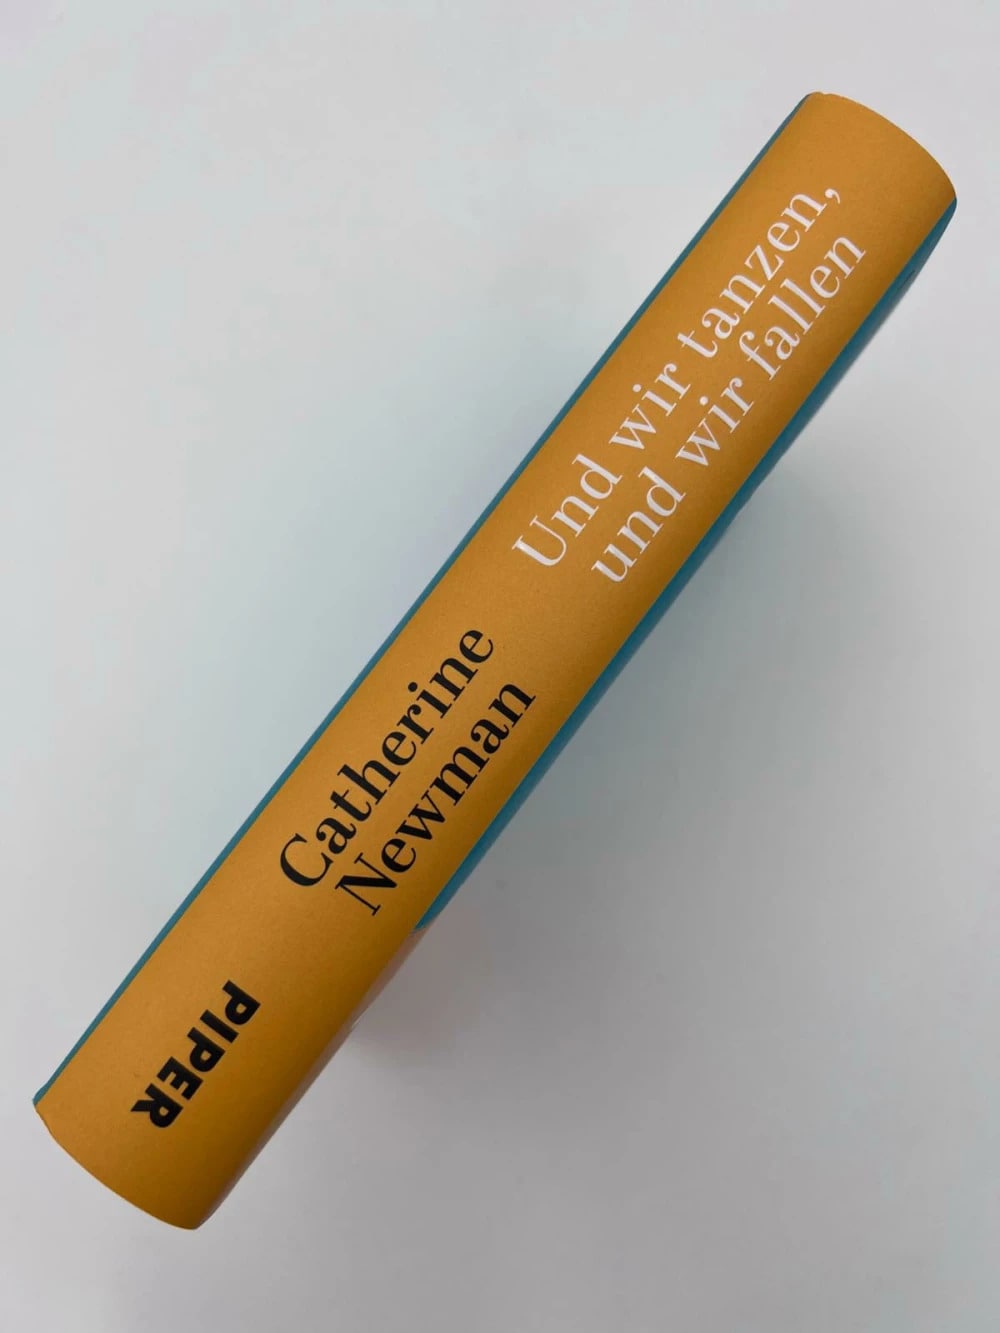 Und wir tanzen,
und wir fallen
Catherine
Newman
PIPER